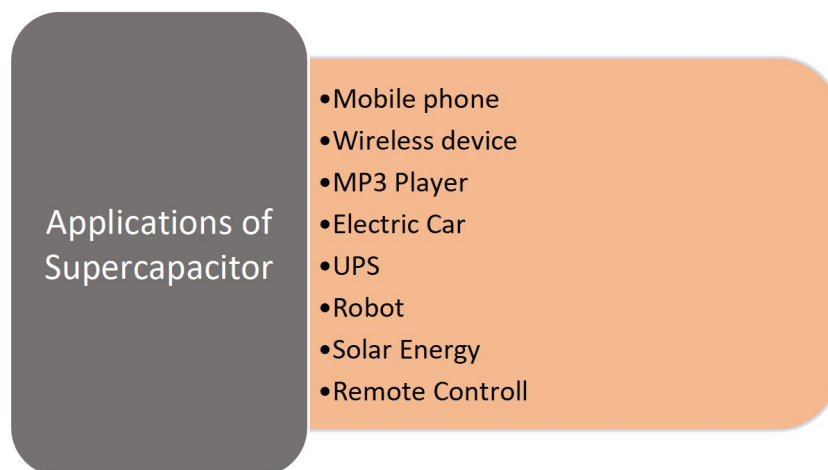 Applications of
Supercapacitor
•Mobile phone
•Wireless device
•MP3 Player
•Electric Car
•UPS
•Robot
•Solar Energy
•Remote Controll